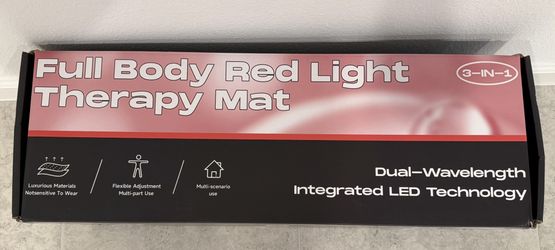 Full Body Red Light
Therapy Mat
3-IN-1
Luxurious Materials
Notsensitive To Wear
Flexible Adjustment
Multi-part Use
Multi-scenario
use
Dual-Wavelength
Integrated LED Technology